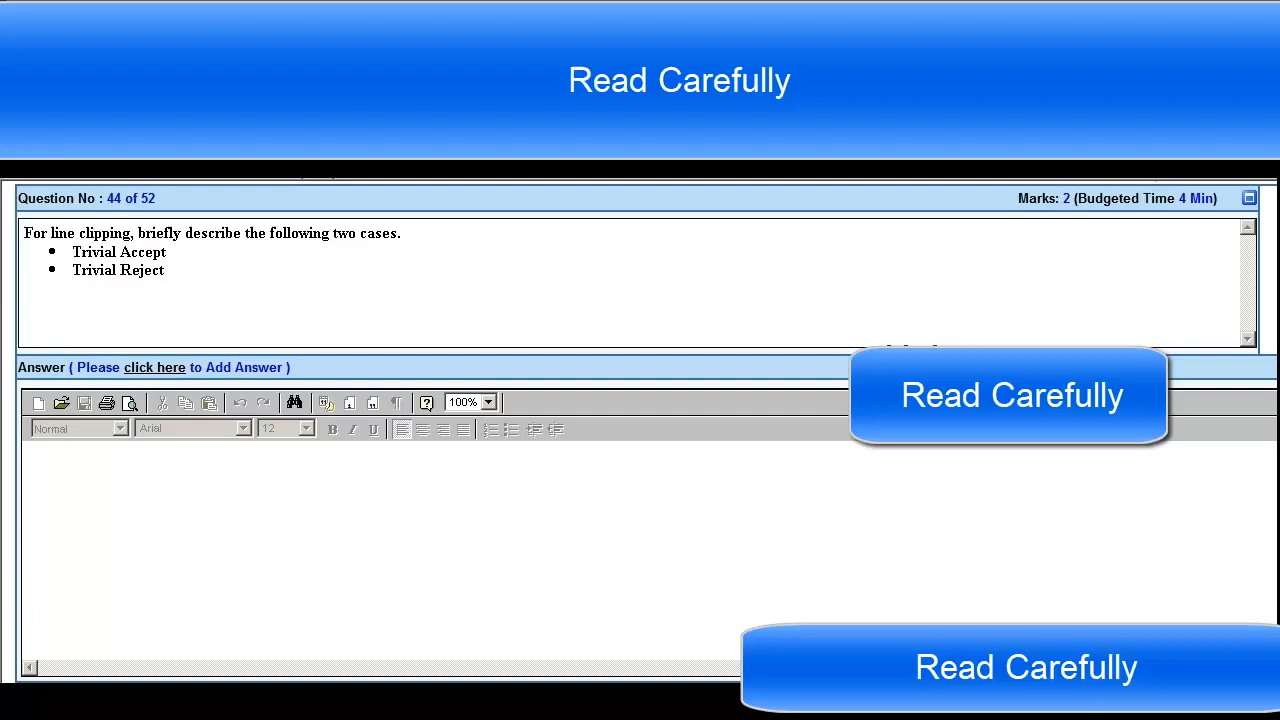 Read Carefully
Question No : 44 of 52 Marks: 2 (Budgeted Time 4 Min)
For line clipping, briefly describe the following two cases.
• Trivial Accept
• Trivial Reject
Answer ( Please click here to Add Answer )
Read Carefully
100%
Normal Arial 12 B I U
Read Carefully